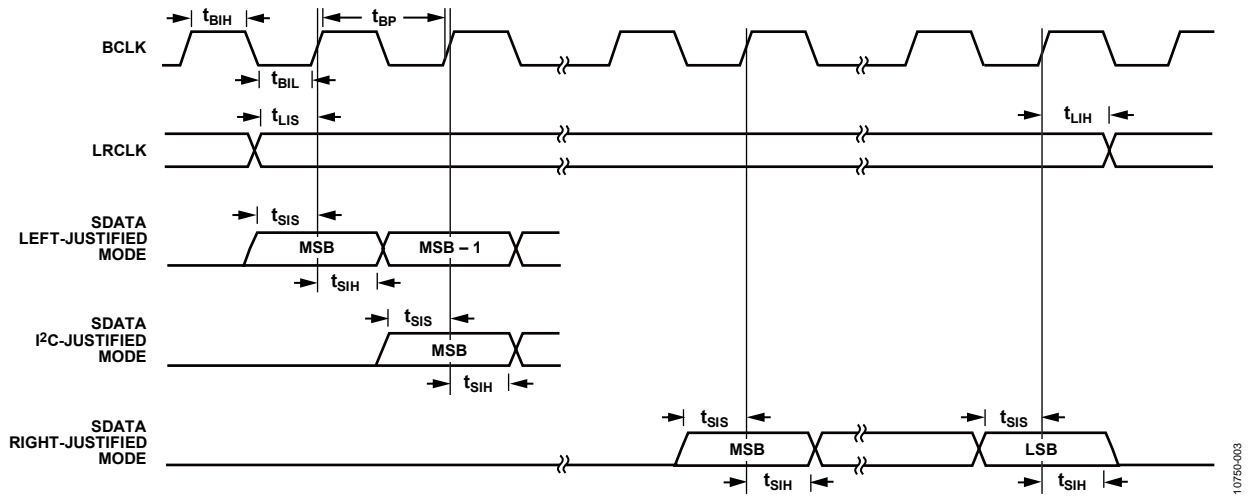 tBIH
tBP
BCLK
tBIL
tLIS
tLIH
LRCLK
SDATA
LEFT-JUSTIFIED
MODE
tSIS
MSB
MSB – 1
tSIH
SDATA
I²C-JUSTIFIED
MODE
tSIS
MSB
tSIH
SDATA
RIGHT-JUSTIFIED
MODE
tSIS
tSIS
MSB
LSB
tSIH
tSIH
10750-003